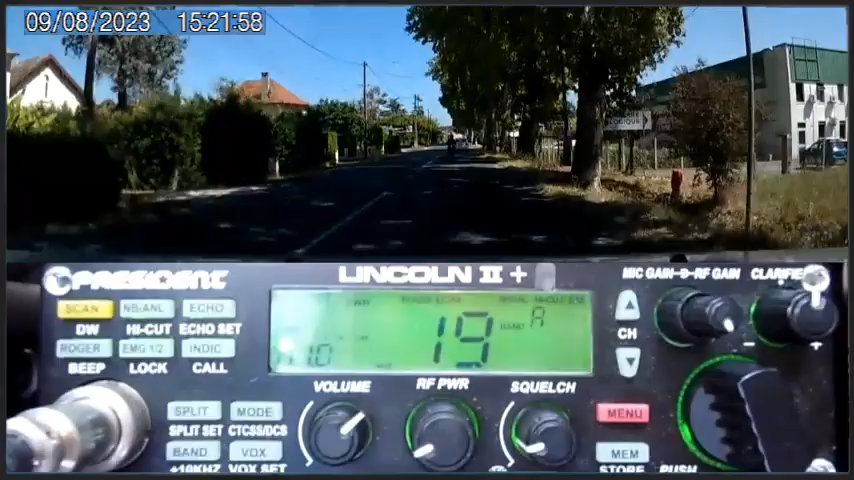 09/08/2023 15:21:58
LOGIQUE
PRESIDENT LINCOLN II +
MIC GAIN RF GAIN CLARIFIER
SCAN NB/ANL ECHO
DW HI-CUT ECHO SET
ROGER EMG 1/2 INDIC
BEEP LOCK CALL
19 BAND A
CH
VOLUME RF PWR SQUELCH
SPLIT MODE
SPLIT SET CTCSS/DCS
BAND VOX
+10KHZ VOX SET
MENU
MEM
STORE PUSH